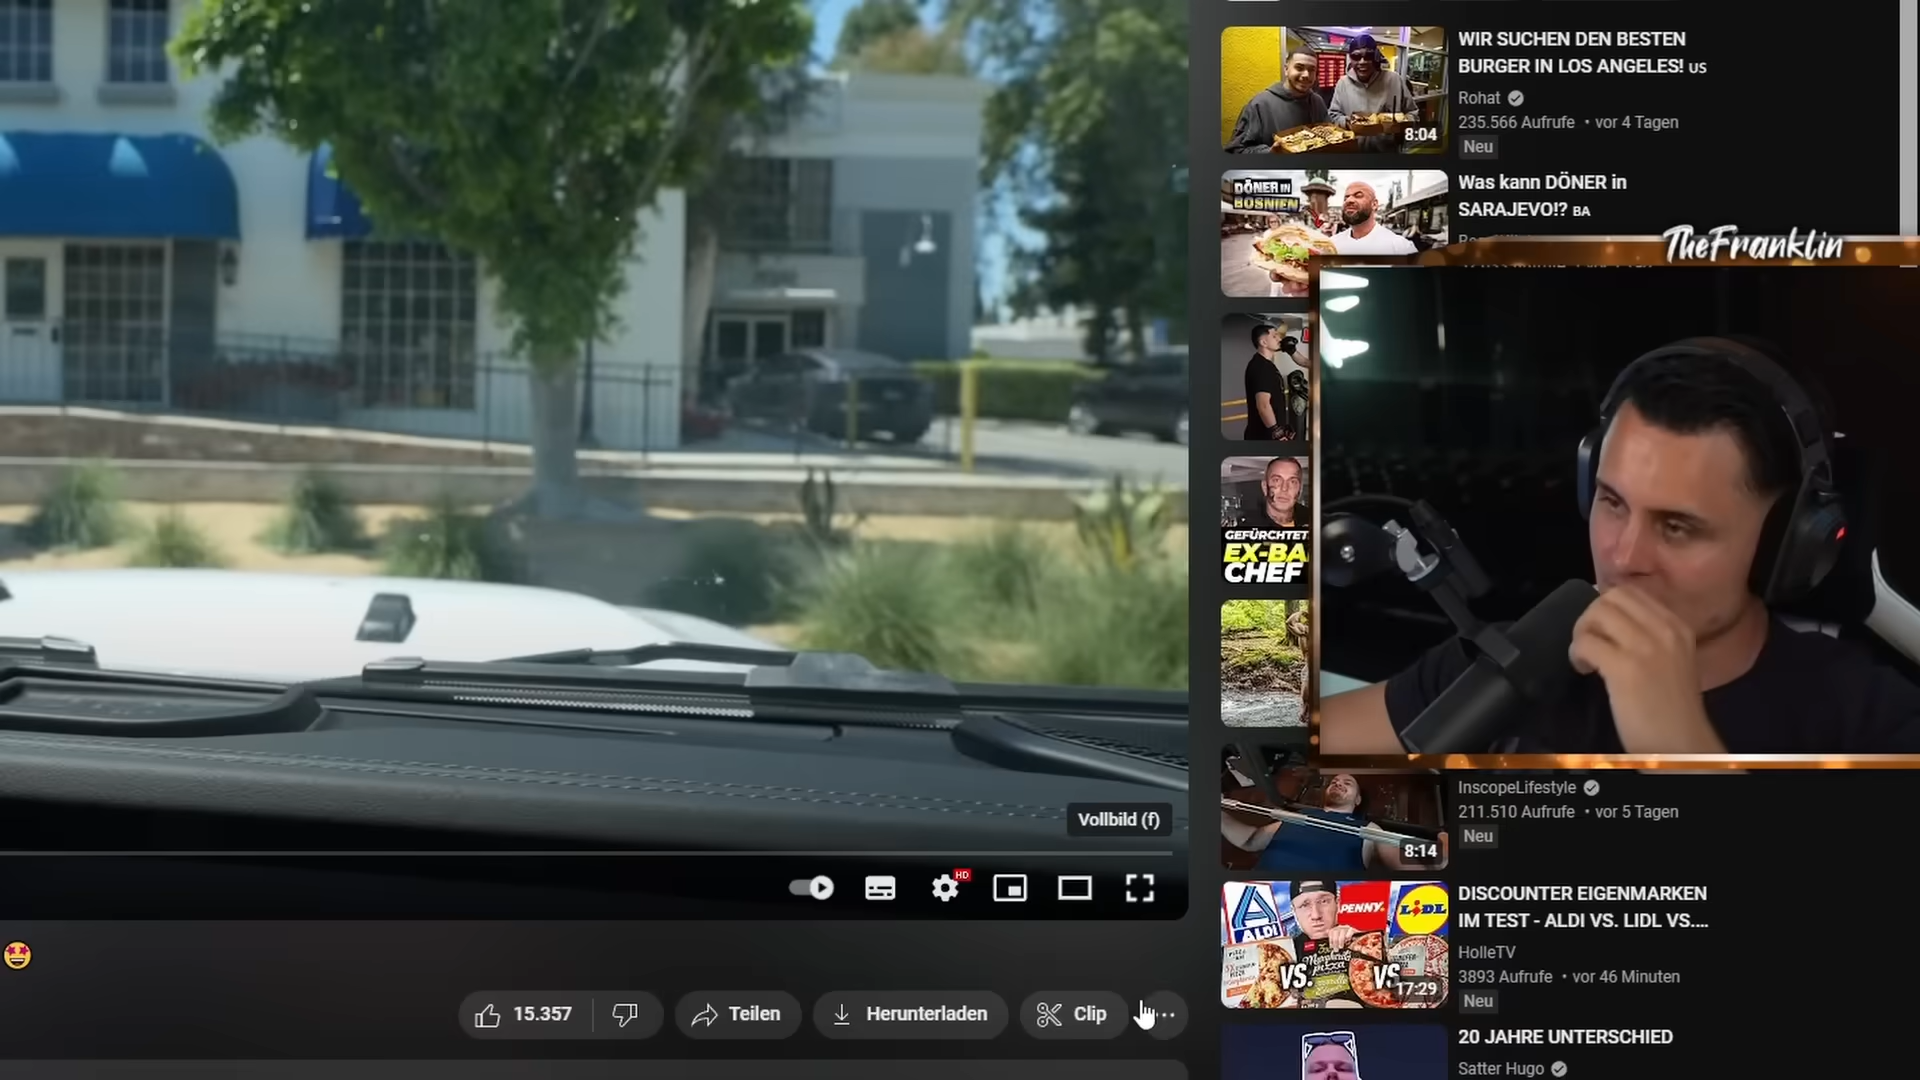 WIR SUCHEN DEN BESTEN
BURGER IN LOS ANGELES! US
Rohat
235.566 Aufrufe • vor 4 Tagen
Neu
8:04
DÖNER IN
BOSNIEN
Was kann DÖNER in
SARAJEVO!? BA
TheFranklin
GEFÜRCHTET
EX-BA
CHEF
InscopeLifestyle
211.510 Aufrufe • vor 5 Tagen
Neu
8:14
Vollbild (f)
HD
ALDI
PENNY.
LiDL
VS.
VS.
17:29
DISCOUNTER EIGENMARKEN
IM TEST - ALDI VS. LIDL VS....
HolleTV
3893 Aufrufe • vor 46 Minuten
Neu
15.357
Teilen
Herunterladen
Clip
20 JAHRE UNTERSCHIED
Satter Hugo